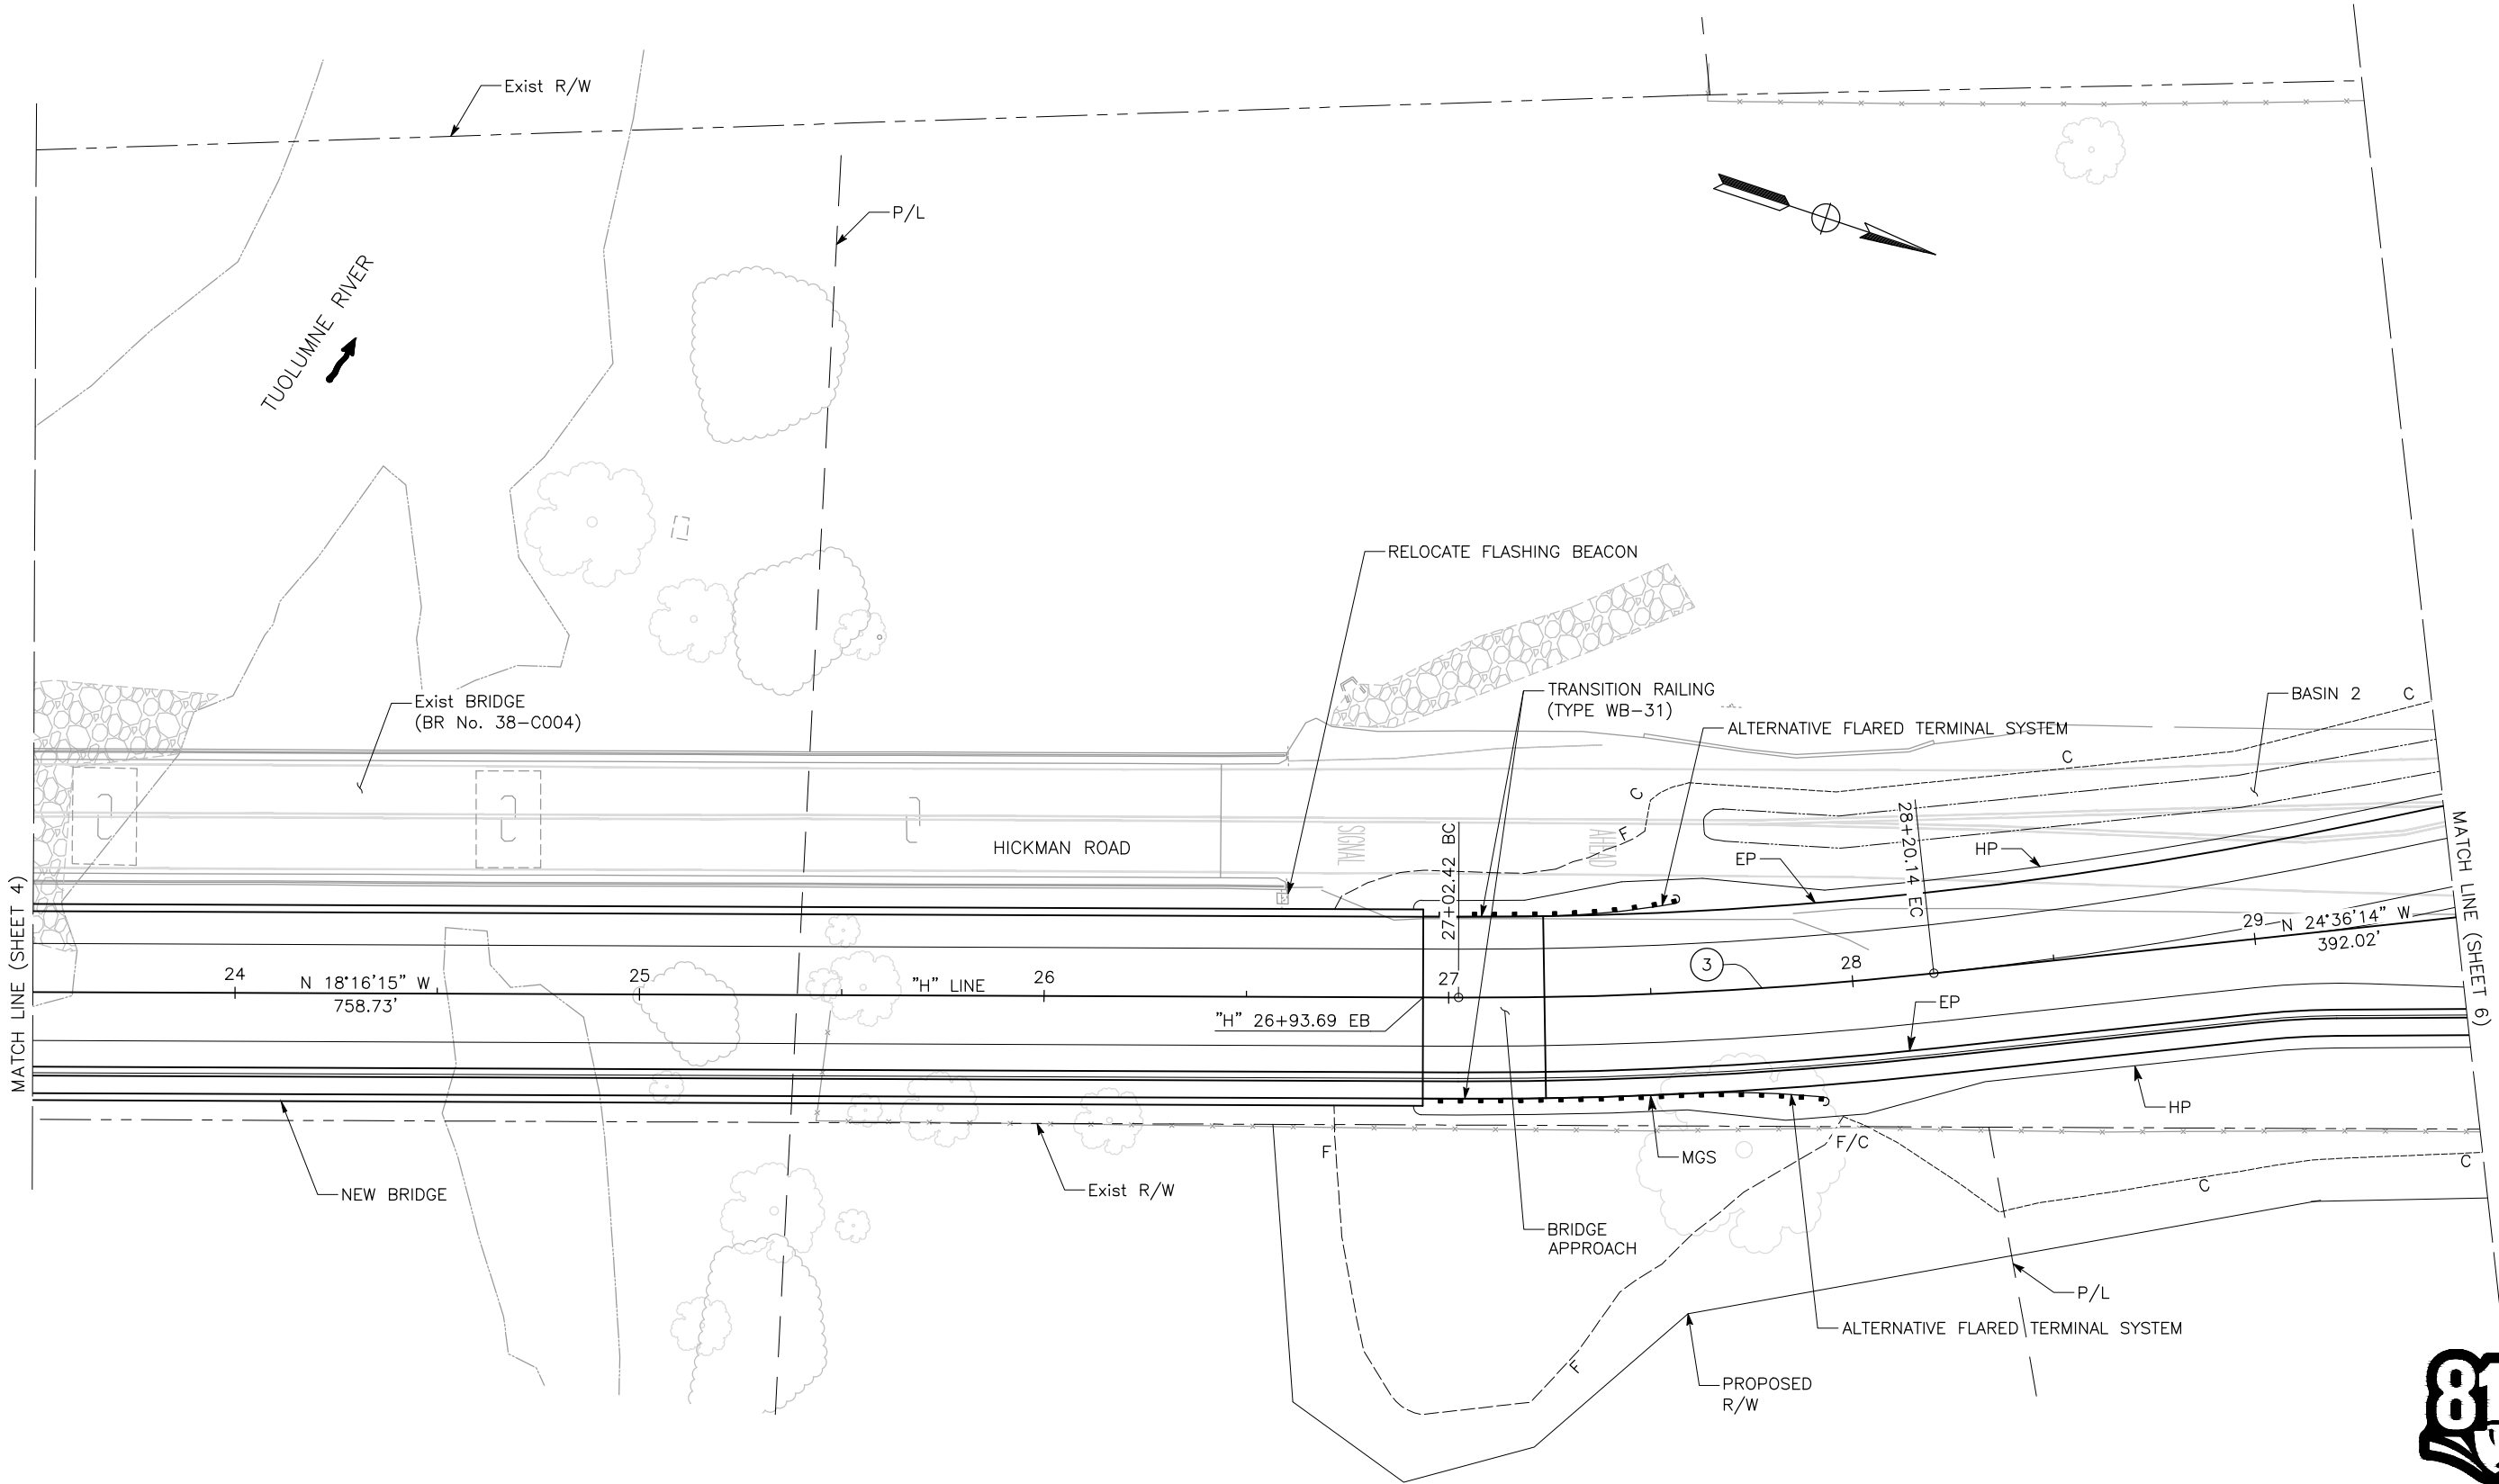 Exist R/W
P/L
TUOLUMNE RIVER
RELOCATE FLASHING BEACON
Exist BRIDGE
(BR No. 38-C004)
TRANSITION RAILING
(TYPE WB-31)
ALTERNATIVE FLARED TERMINAL SYSTEM
BASIN 2
C
C
C
F
HICKMAN ROAD
SIGNAL
AHEAD
27+02.42 BC
28+20.14 EC
EP
HP
MATCH LINE (SHEET 4)
MATCH LINE (SHEET 6)
24
N 18°16'15" W
758.73'
25
"H" LINE
26
27
"H" 26+93.69 EB
3
28
29
N 24°36'14" W
392.02'
EP
HP
F
MGS
F/C
C
C
NEW BRIDGE
Exist R/W
BRIDGE
APPROACH
P/L
ALTERNATIVE FLARED TERMINAL SYSTEM
F
PROPOSED
R/W
81